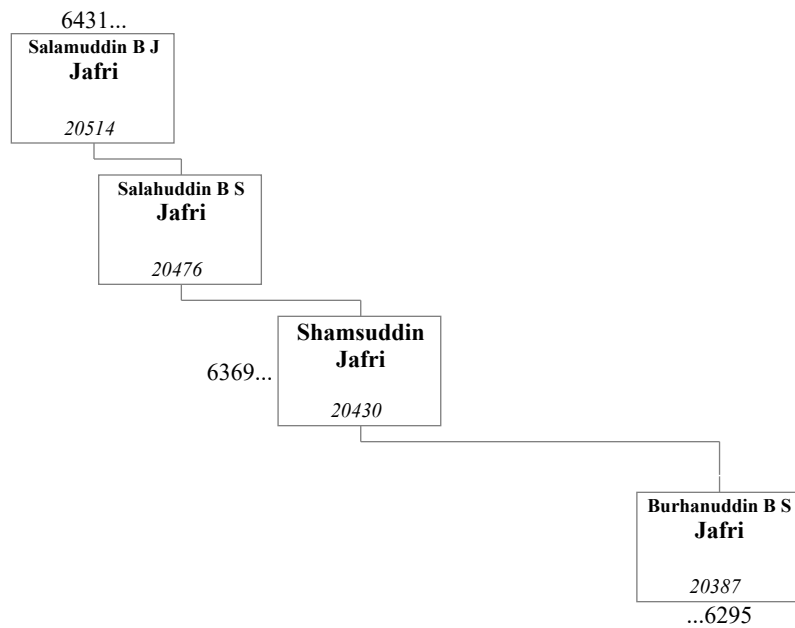 6431...
Salamuddin B J
Jafri
20514
Salahuddin B S
Jafri
20476
Shamsuddin
Jafri
6369...
20430
Burhanuddin B S
Jafri
20387
...6295